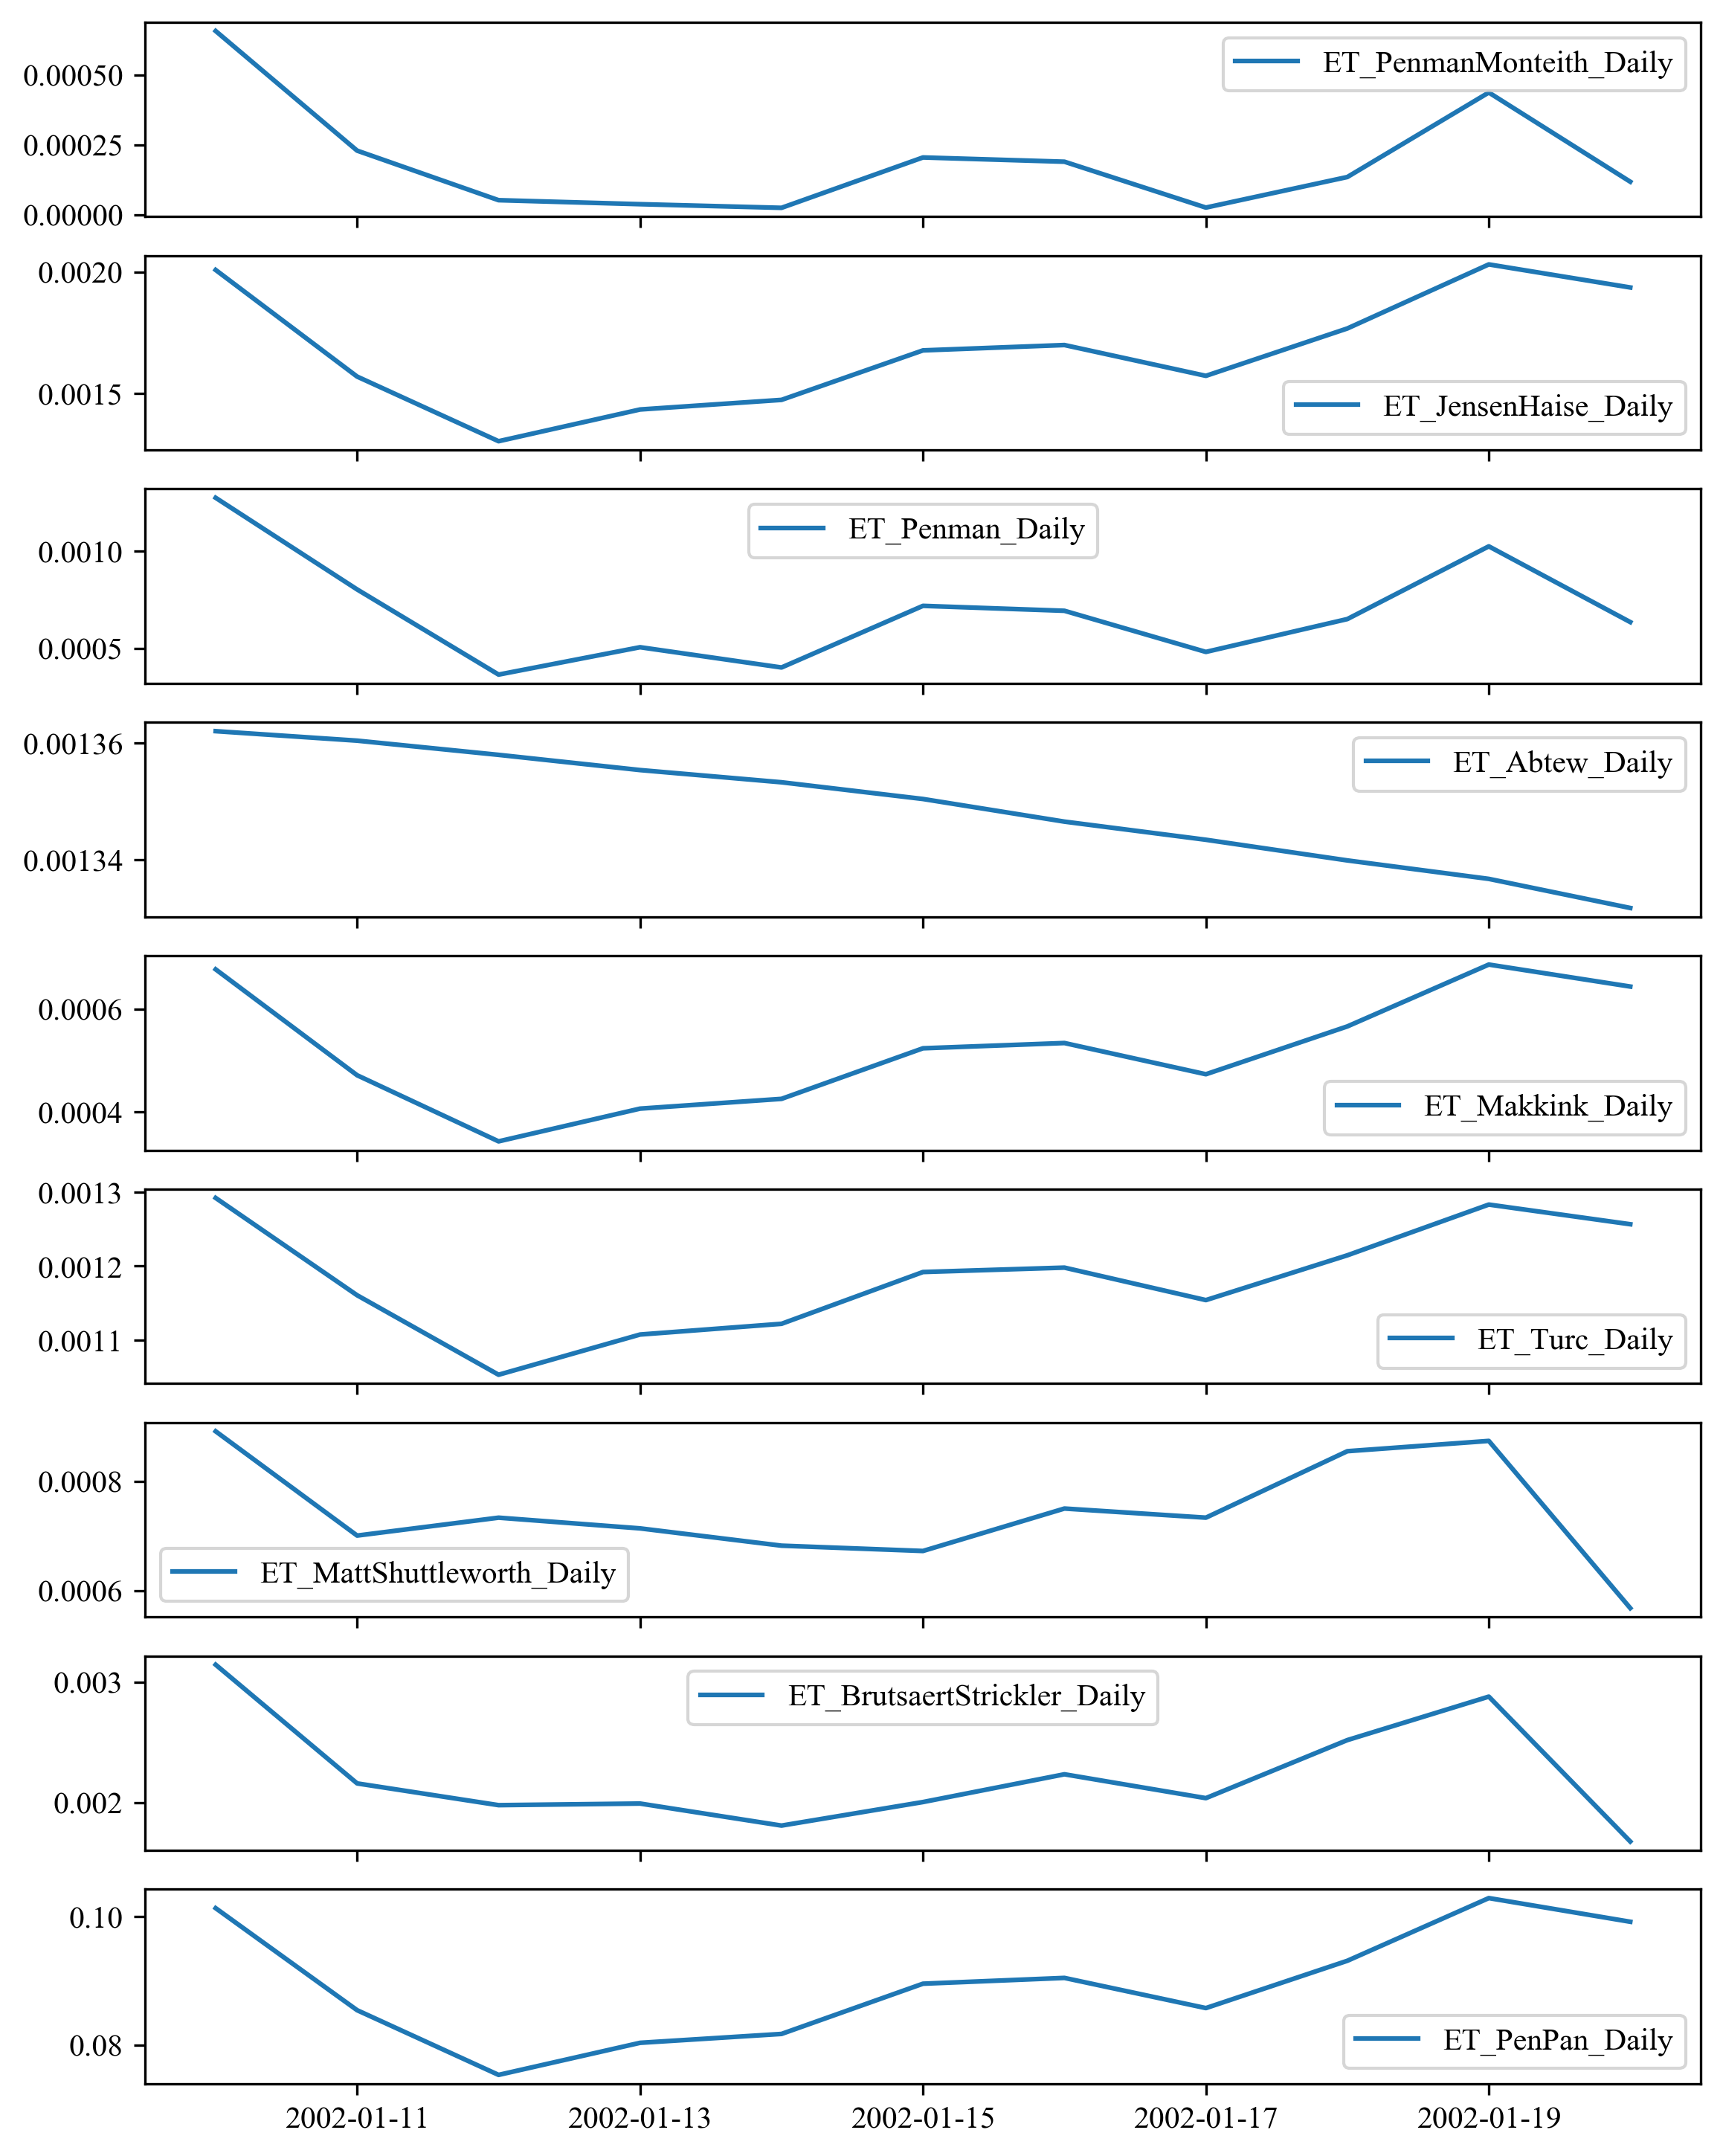 0.00050
0.00025
0.00000
ET_PenmanMonteith_Daily
0.0020
0.0015
ET_JensenHaise_Daily
0.0010
0.0005
ET_Penman_Daily
0.00136
0.00134
ET_Abtew_Daily
0.0006
0.0004
ET_Makkink_Daily
0.0013
0.0012
0.0011
ET_Turc_Daily
0.0008
0.0006
ET_MattShuttleworth_Daily
0.003
0.002
ET_BrutsaertStrickler_Daily
0.10
0.08
ET_PenPan_Daily
2002-01-11 2002-01-13 2002-01-15 2002-01-17 2002-01-19